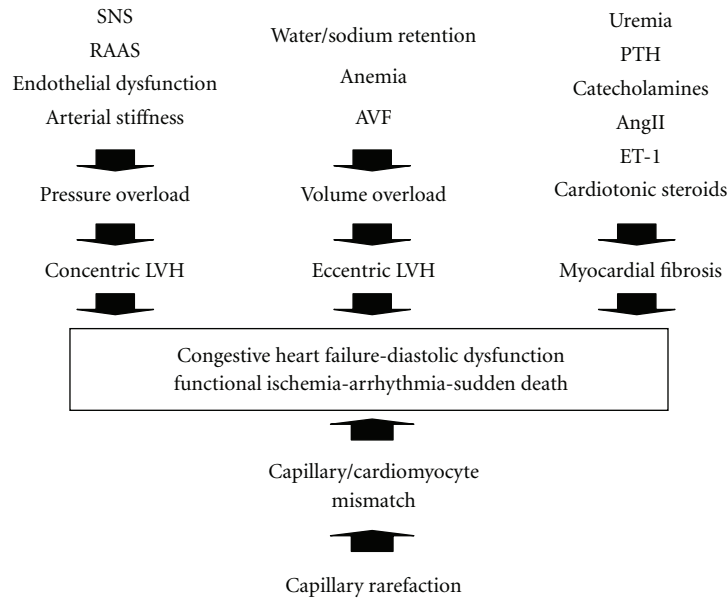 SNS
RAAS
Endothelial dysfunction
Arterial stiffness
Pressure overload
Concentric LVH
Water/sodium retention
Anemia
AVF
Volume overload
Eccentric LVH
Uremia
PTH
Catecholamines
AngII
ET-1
Cardiotonic steroids
Myocardial fibrosis
Congestive heart failure-diastolic dysfunction
functional ischemia-arrhythmia-sudden death
Capillary/cardiomyocyte
mismatch
Capillary rarefaction